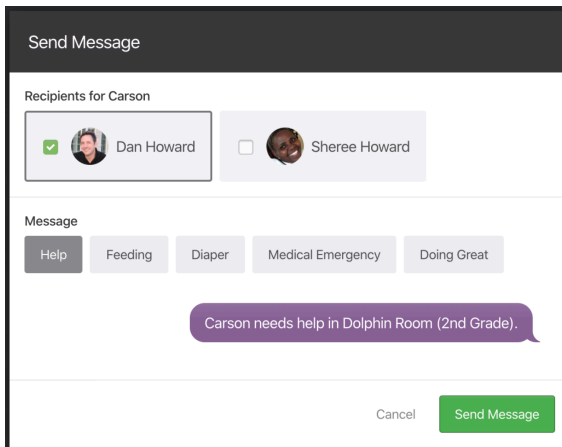 Send Message
Recipients for Carson
Dan Howard
Sheree Howard
Message
Help Feeding Diaper Medical Emergency Doing Great
Carson needs help in Dolphin Room (2nd Grade).
Cancel Send Message